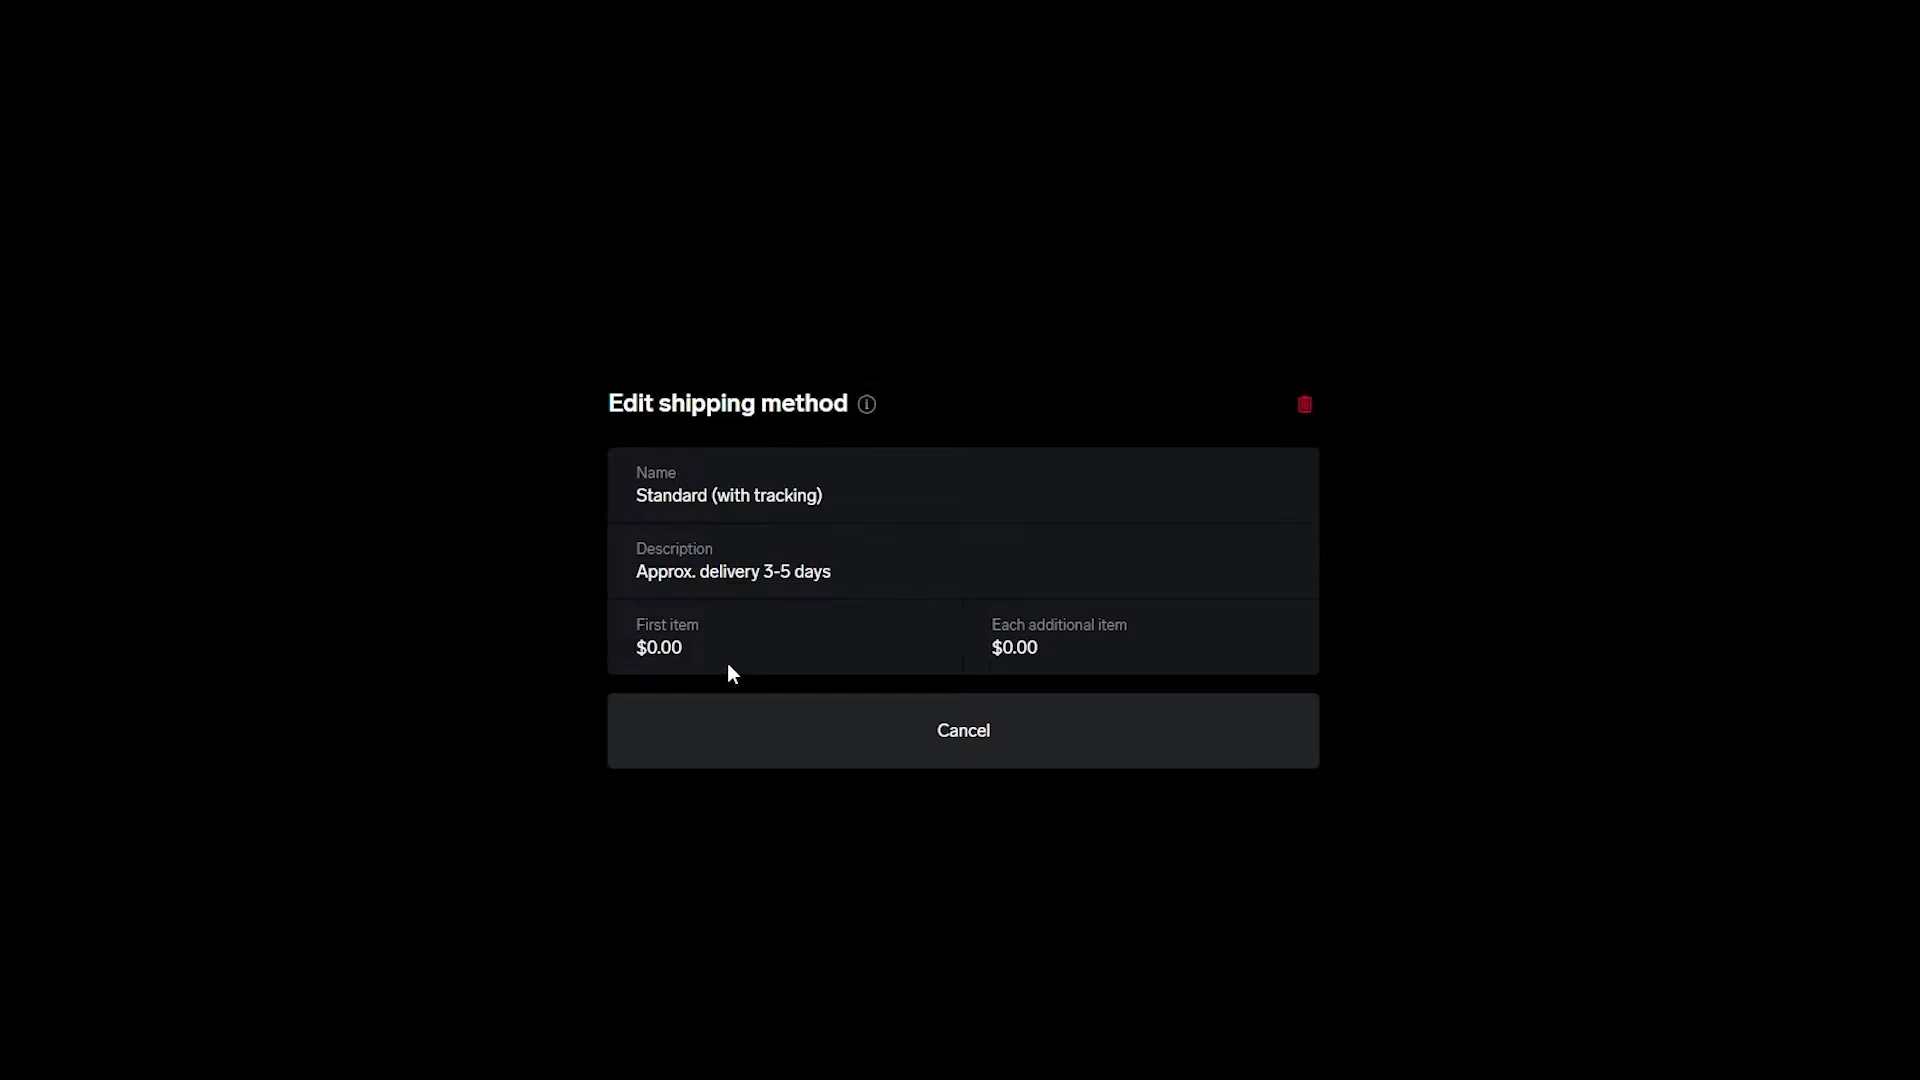 Edit shipping method
Name
Standard (with tracking)
Description
Approx. delivery 3-5 days
First item
$0.00
Each additional item
$0.00
Cancel